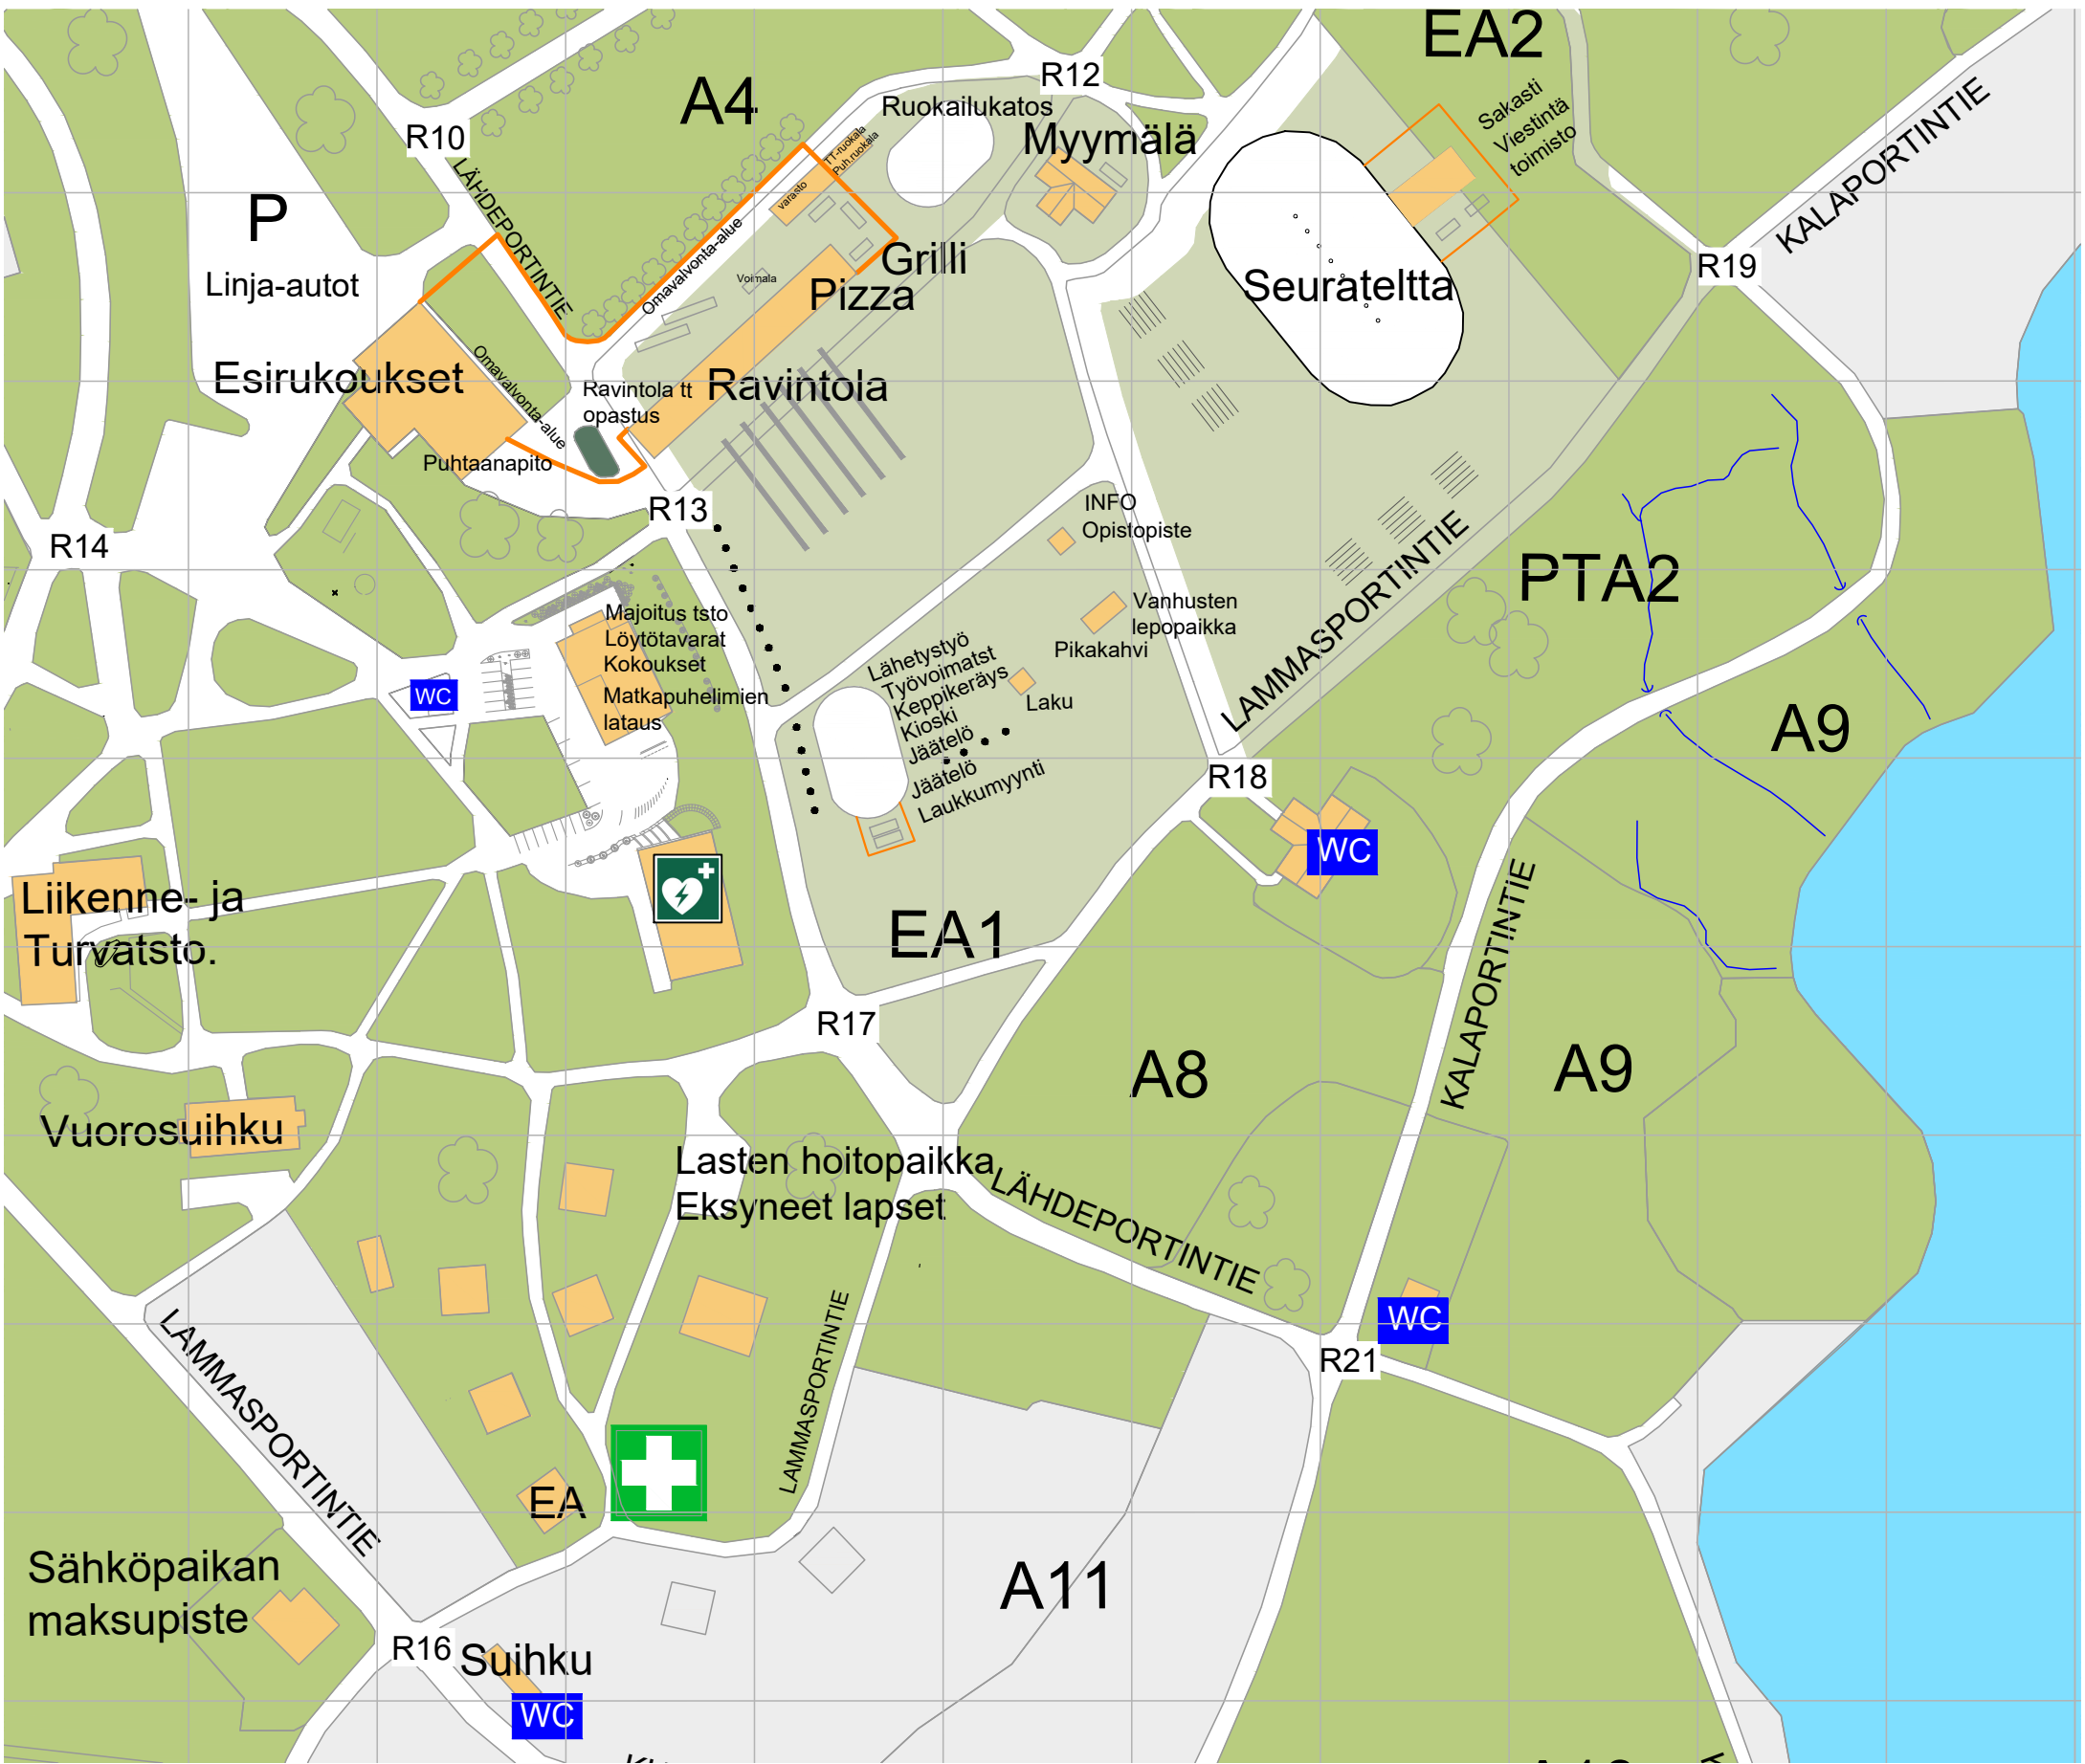 EA2
R12
A4
Ruokailukatos
Sakasti
Viestintä
toimisto
KALAPORTINTIE
R10
Myymälä
TT-ruokala
Puh.ruokala
LÄHDEPORTINTIE
varasto
P
Linja-autot
Omavalvonta-alue
Grilli
Voimala
Pizza
Seurateltta
R19
Esirukoukset
Omavalvonta-alue
Ravintola tt
opastus
Ravintola
Puhtaanapito
R13
INFO
Opistopiste
R14
LAMMASPORTINTIE
PTA2
Majoitus tsto
Löytötavarat
Kokoukset
Matkapuhelimien
lataus
Vanhusten
lepopaikka
Pikakahvi
Lähetystyö
Työvoimatst
Keppikeräys
Kioski
Jäätelö
Jäätelö
Laukkumyynti
Laku
WC
A9
R18
WC
Liikenne- ja
Turvatsto.
EA1
KALAPORTINTIE
R17
A8
A9
Vuorosuihku
Lasten hoitopaikka
Eksyneet lapset
LÄHDEPORTINTIE
WC
R21
LAMMASPORTINTIE
LAMMASPORTINTIE
EA
Sähköpaikan
maksupiste
A11
R16
Suihku
WC